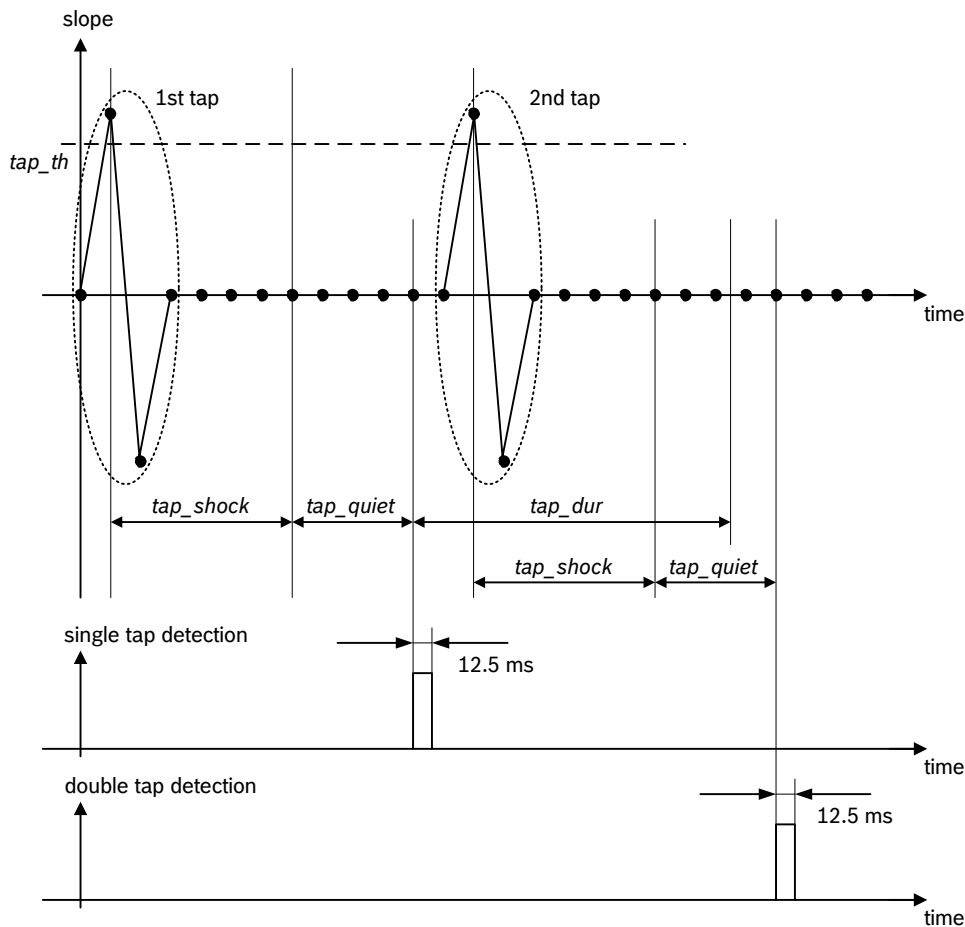 slope
1st tap
2nd tap
tap_th
time
tap_shock
tap_quiet
tap_dur
tap_shock
tap_quiet
single tap detection
12.5 ms
time
double tap detection
12.5 ms
time